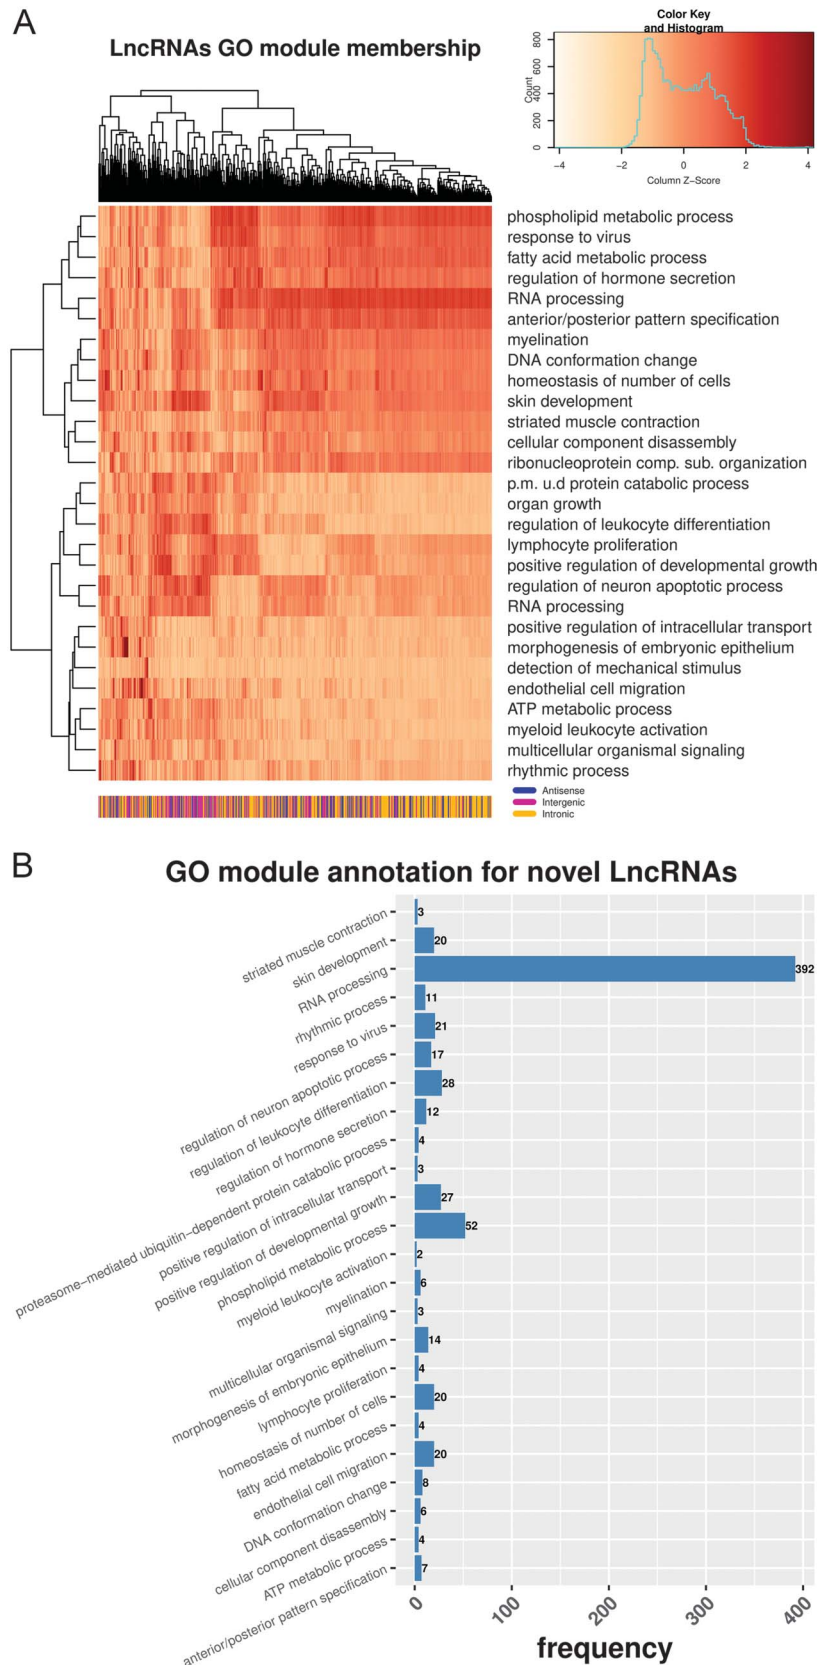 A
LncRNAs GO module membership
Color Key
and Histogram
Count
0
200
400
600
800
−4
−2
0
2
4
Column Z−Score
phospholipid metabolic process
response to virus
fatty acid metabolic process
regulation of hormone secretion
RNA processing
anterior/posterior pattern specification
myelination
DNA conformation change
homeostasis of number of cells
skin development
striated muscle contraction
cellular component disassembly
ribonucleoprotein comp. sub. organization
p.m. u.d protein catabolic process
organ growth
regulation of leukocyte differentiation
lymphocyte proliferation
positive regulation of developmental growth
regulation of neuron apoptotic process
RNA processing
positive regulation of intracellular transport
morphogenesis of embryonic epithelium
detection of mechanical stimulus
endothelial cell migration
ATP metabolic process
myeloid leukocyte activation
multicellular organismal signaling
rhythmic process
Antisense
Intergenic
Intronic
B
GO module annotation for novel LncRNAs
striated muscle contraction 3
skin development 20
RNA processing 392
rhythmic process 11
response to virus 21
regulation of neuron apoptotic process 17
regulation of leukocyte differentiation 28
regulation of hormone secretion 12
proteasome−mediated ubiquitin−dependent protein catabolic process 4
positive regulation of intracellular transport 3
positive regulation of developmental growth 27
phospholipid metabolic process 52
myeloid leukocyte activation 2
myelination 6
multicellular organismal signaling 3
morphogenesis of embryonic epithelium 14
lymphocyte proliferation 4
homeostasis of number of cells 20
fatty acid metabolic process 4
endothelial cell migration 20
DNA conformation change 8
cellular component disassembly 6
ATP metabolic process 4
anterior/posterior pattern specification 7
0 100 200 300 400
frequency